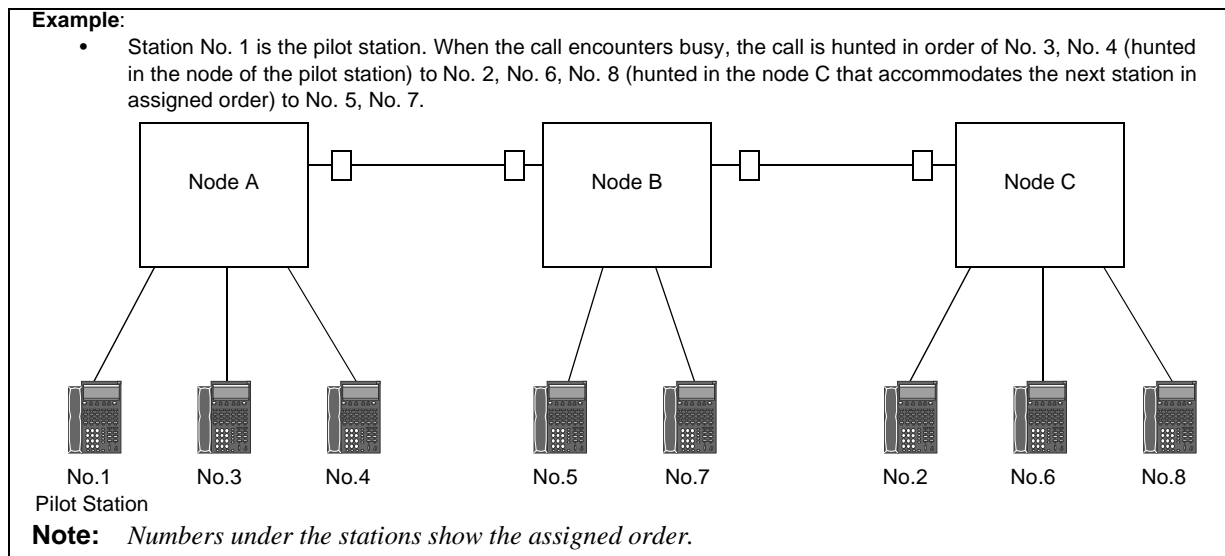 Example:
• Station No. 1 is the pilot station. When the call encounters busy, the call is hunted in order of No. 3, No. 4 (hunted
in the node of the pilot station) to No. 2, No. 6, No. 8 (hunted in the node C that accommodates the next station in
assigned order) to No. 5, No. 7.
Node A Node B Node C
No.1 No.3 No.4 No.5 No.7 No.2 No.6 No.8
Pilot Station
Note: Numbers under the stations show the assigned order.